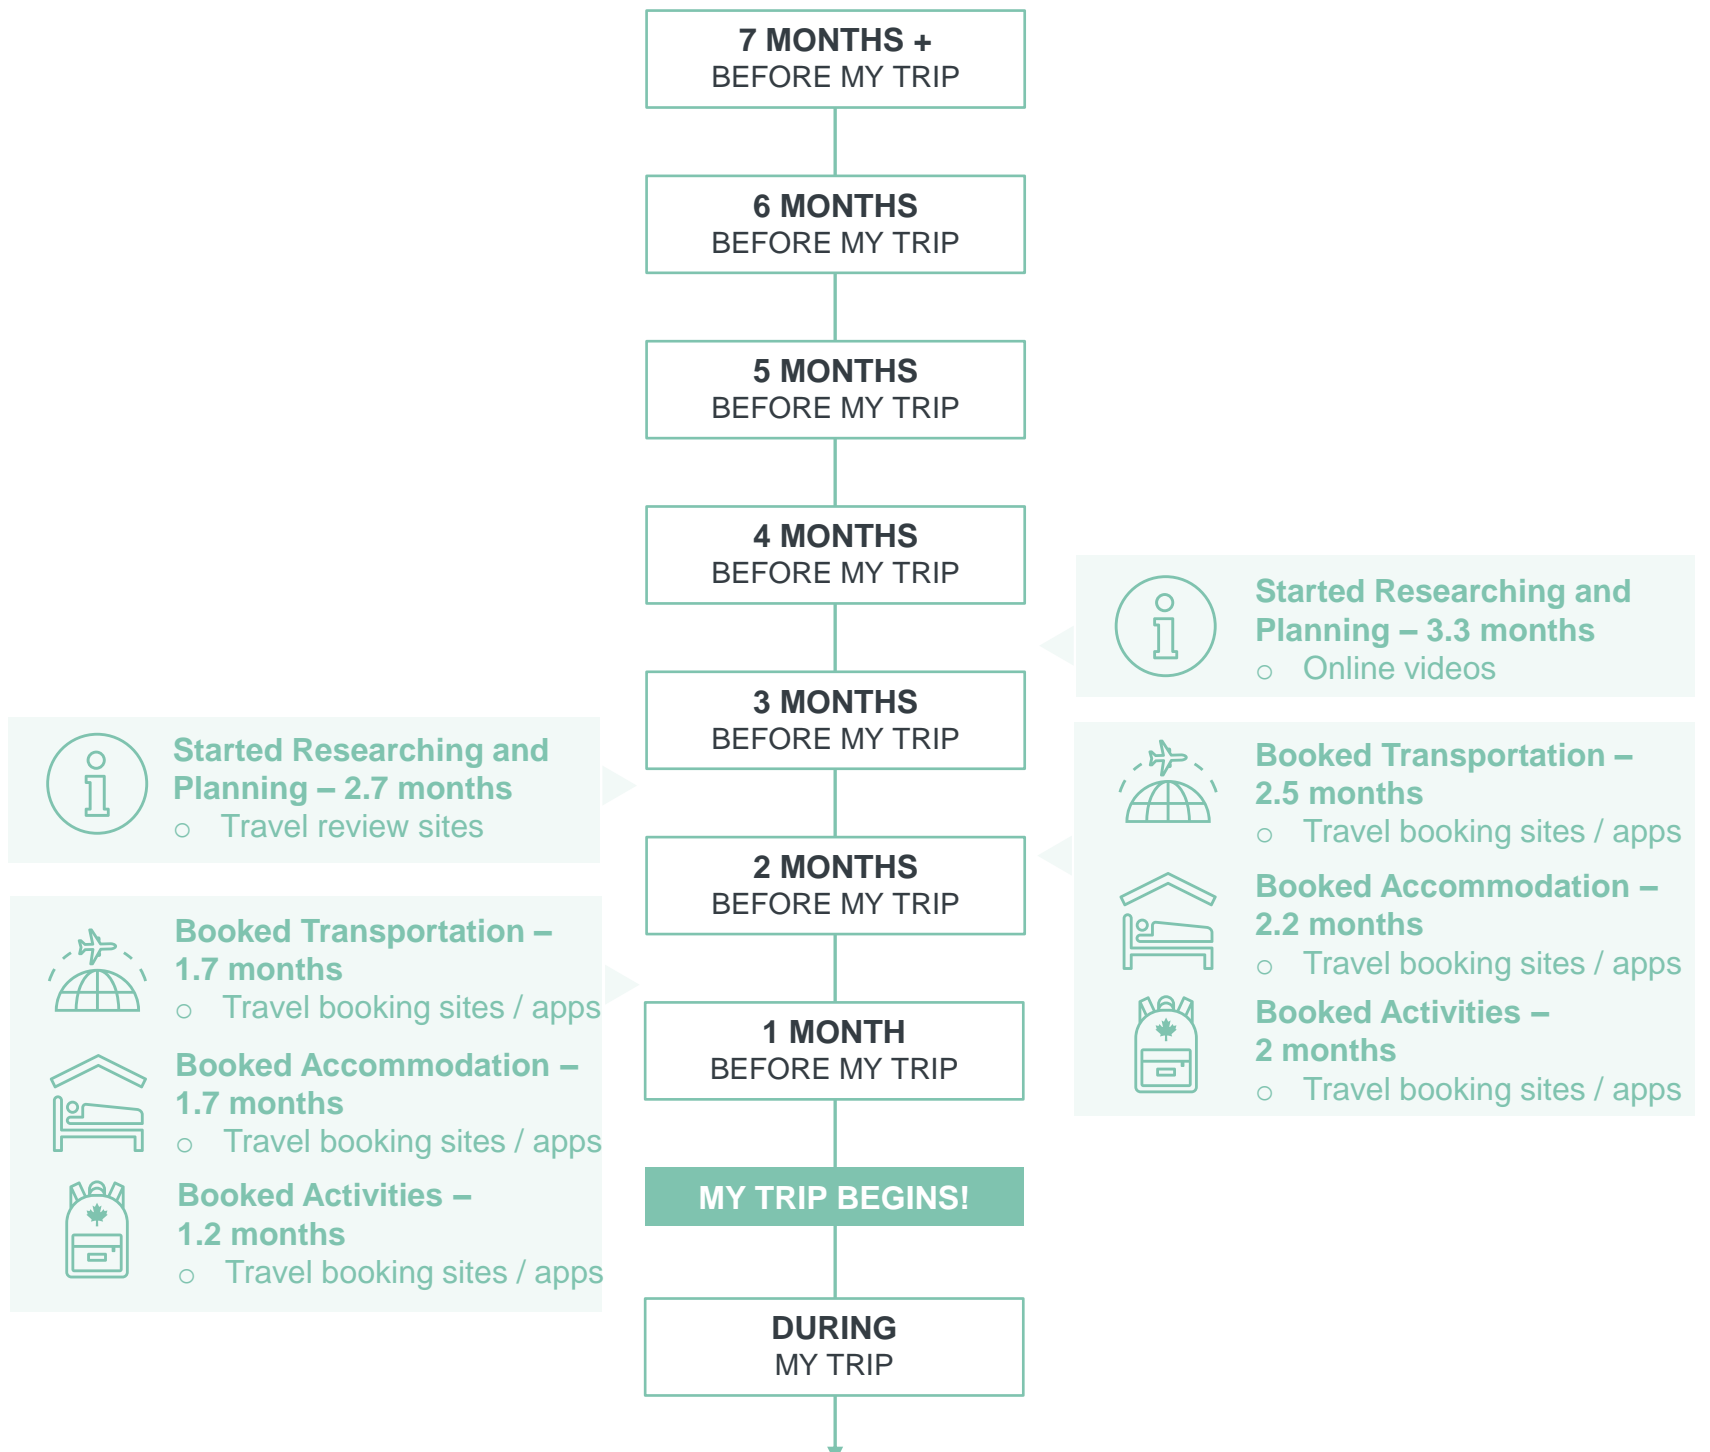 7 MONTHS +
BEFORE MY TRIP
6 MONTHS
BEFORE MY TRIP
5 MONTHS
BEFORE MY TRIP
4 MONTHS
BEFORE MY TRIP
3 MONTHS
BEFORE MY TRIP
2 MONTHS
BEFORE MY TRIP
1 MONTH
BEFORE MY TRIP
MY TRIP BEGINS!
DURING
MY TRIP
Started Researching and
Planning – 2.7 months
o Travel review sites
Booked Transportation –
1.7 months
o Travel booking sites / apps
Booked Accommodation –
1.7 months
o Travel booking sites / apps
Booked Activities –
1.2 months
o Travel booking sites / apps
Started Researching and
Planning – 3.3 months
o Online videos
Booked Transportation –
2.5 months
o Travel booking sites / apps
Booked Accommodation –
2.2 months
o Travel booking sites / apps
Booked Activities –
2 months
o Travel booking sites / apps